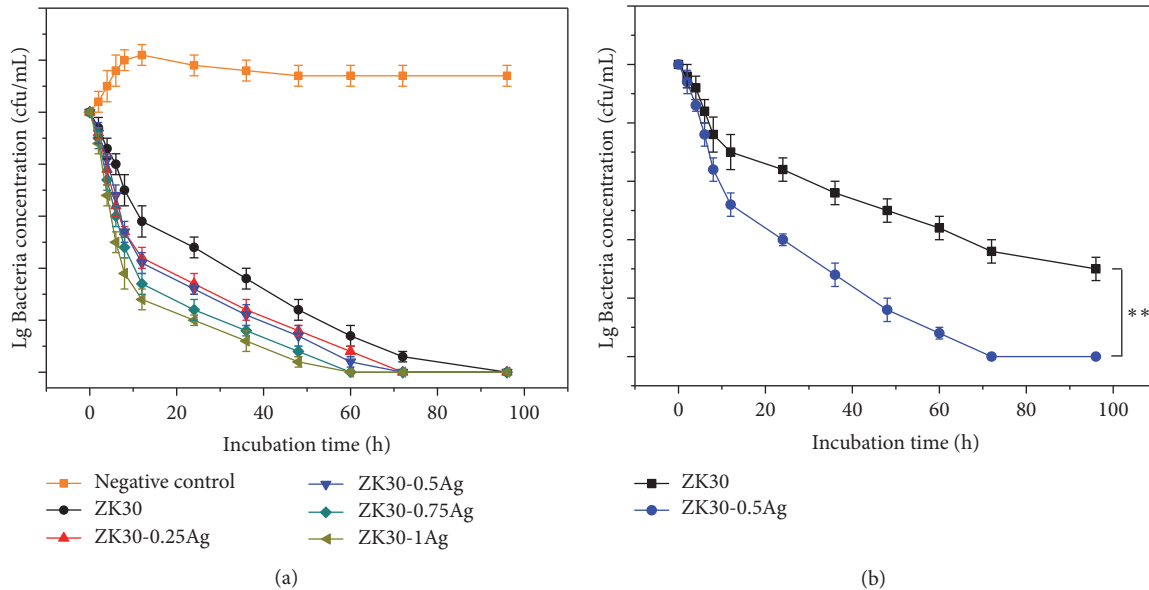 Lg Bacteria concentration (cfu/mL)
0 20 40 60 80 100
Incubation time (h)
Negative control
ZK30
ZK30-0.25Ag
ZK30-0.5Ag
ZK30-0.75Ag
ZK30-1Ag
(a)
Lg Bacteria concentration (cfu/mL)
**
0 20 40 60 80 100
Incubation time (h)
ZK30
ZK30-0.5Ag
(b)